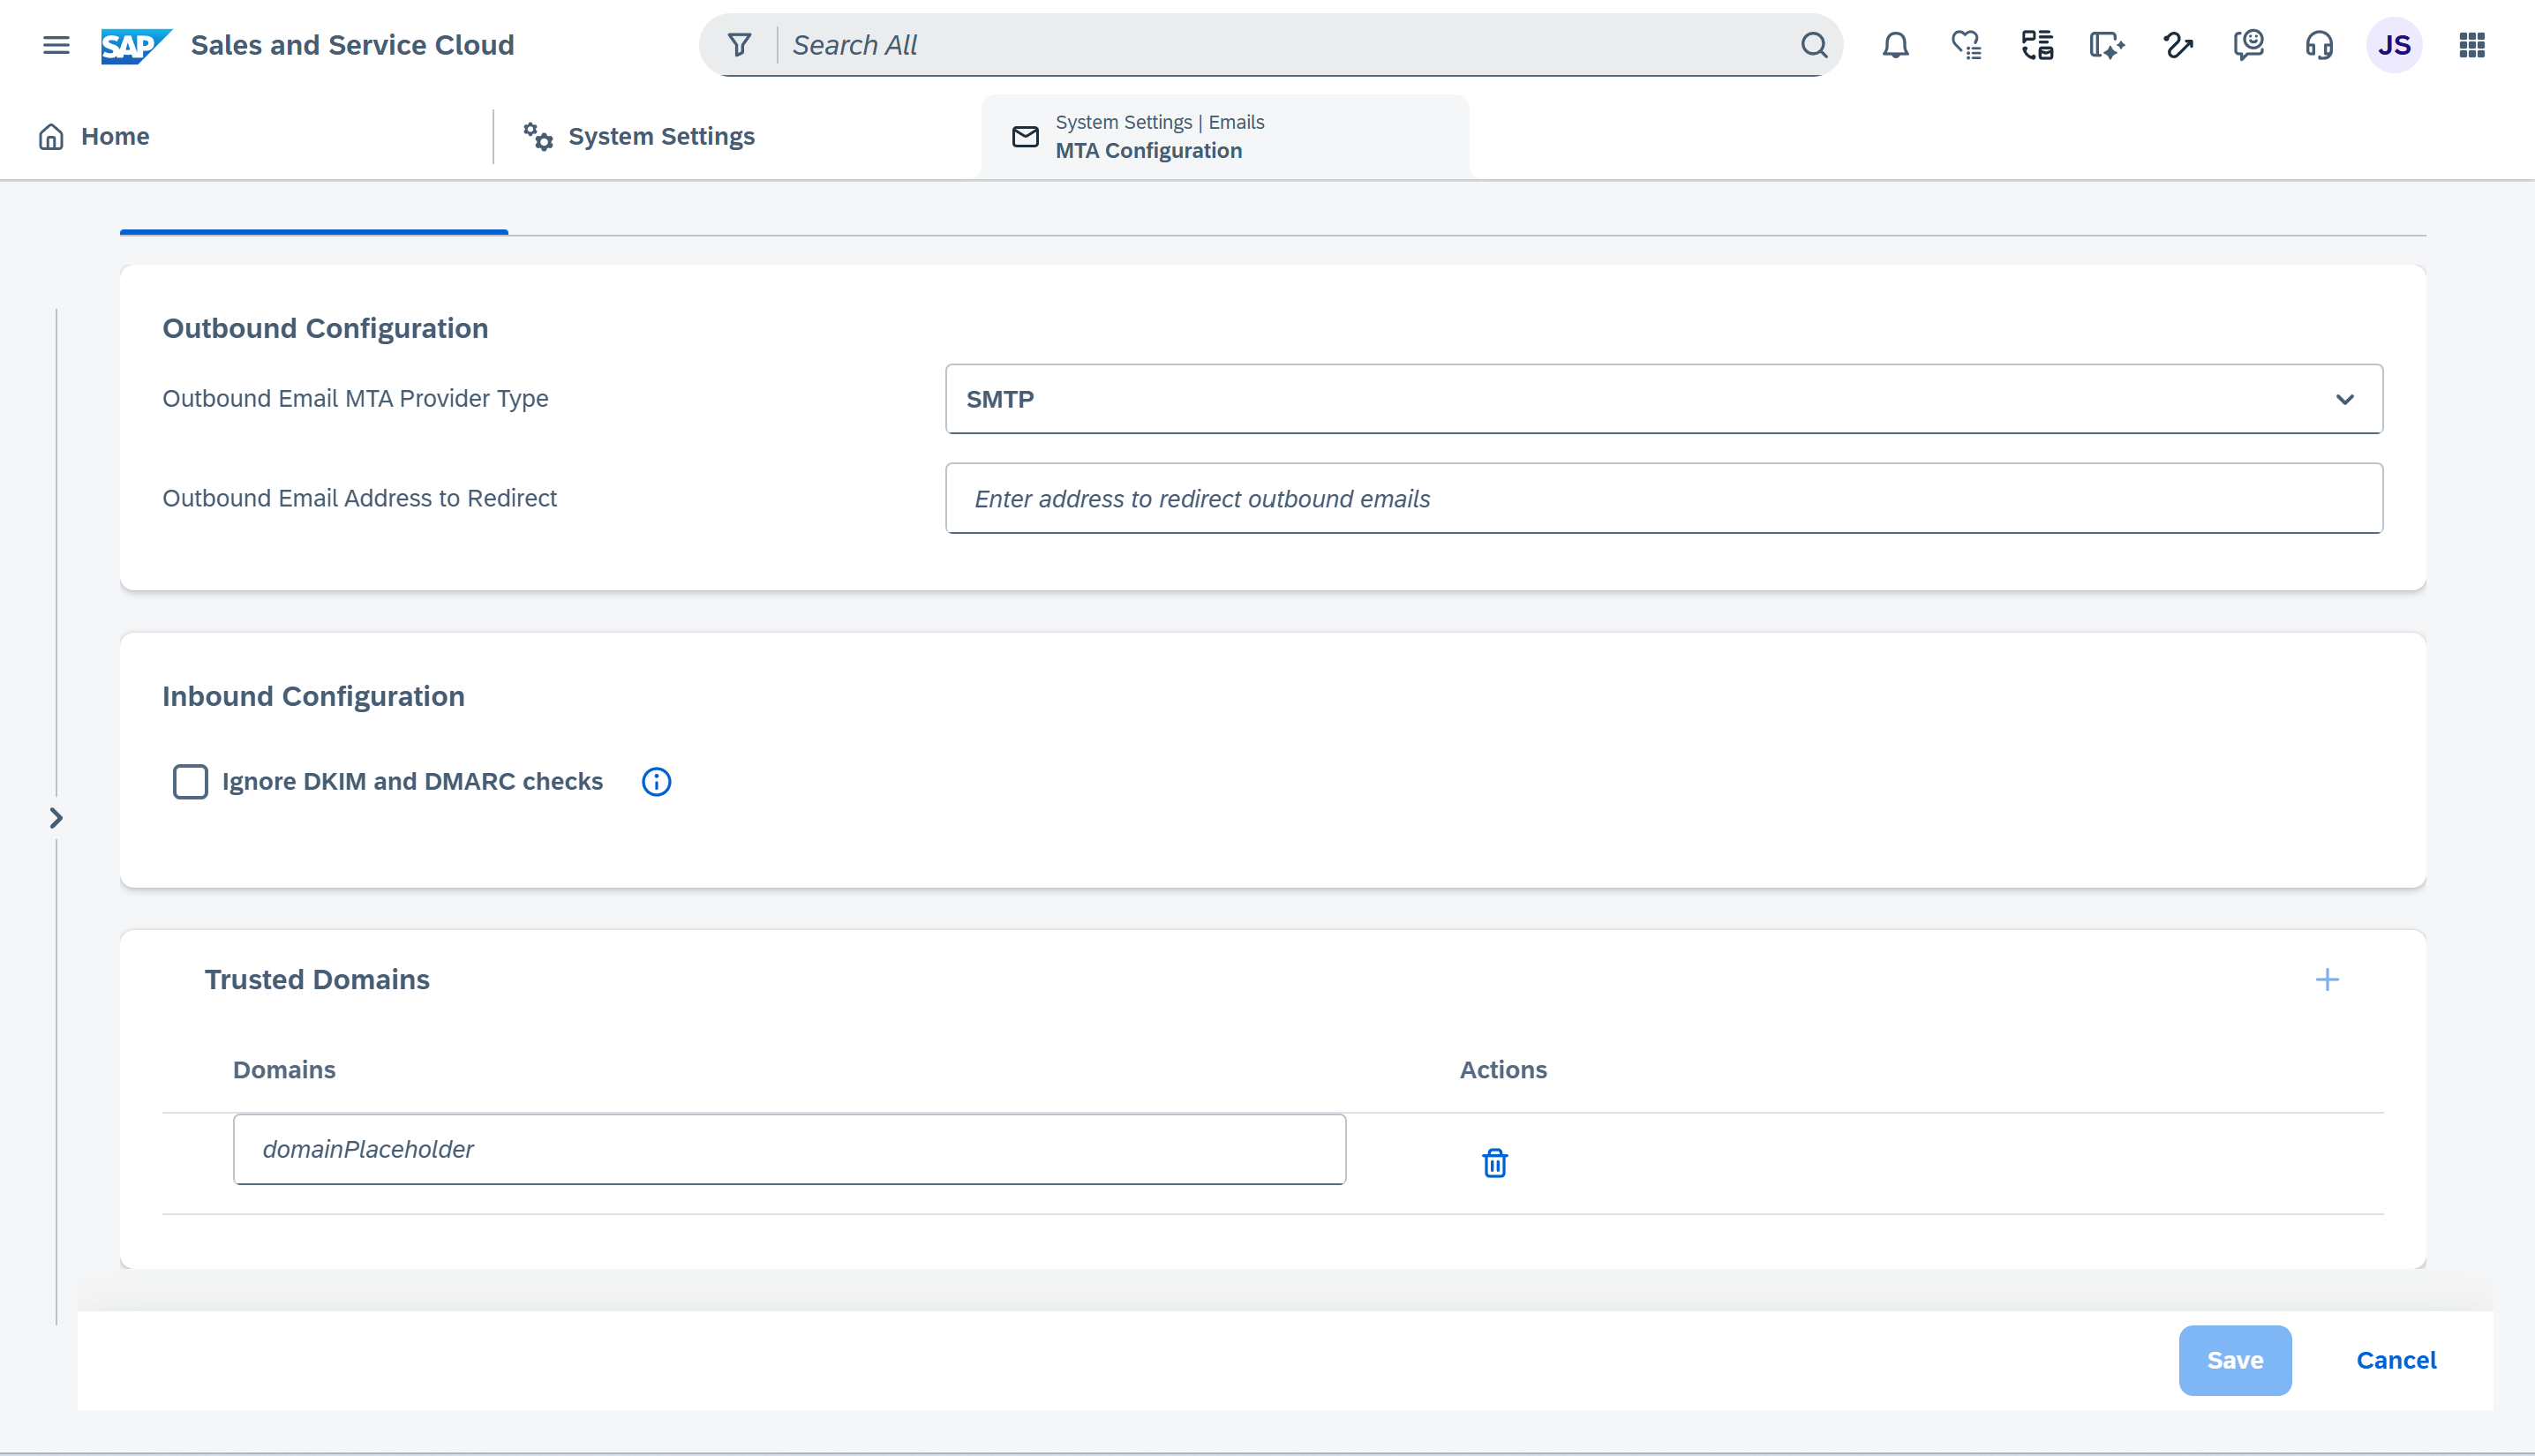 SAP Sales and Service Cloud
Search All
JS
Home
System Settings
System Settings | Emails
MTA Configuration
Outbound Configuration
Outbound Email MTA Provider Type
SMTP
Outbound Email Address to Redirect
Enter address to redirect outbound emails
Inbound Configuration
Ignore DKIM and DMARC checks
Trusted Domains
Domains
Actions
domainPlaceholder
Save
Cancel